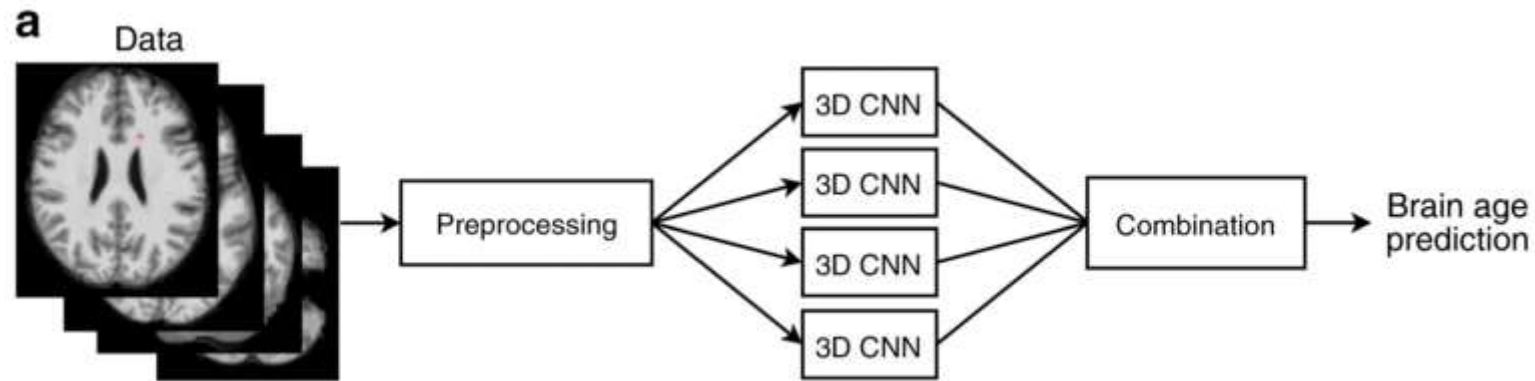 a
Data
Preprocessing
3D CNN
3D CNN
3D CNN
3D CNN
Combination
Brain age
prediction